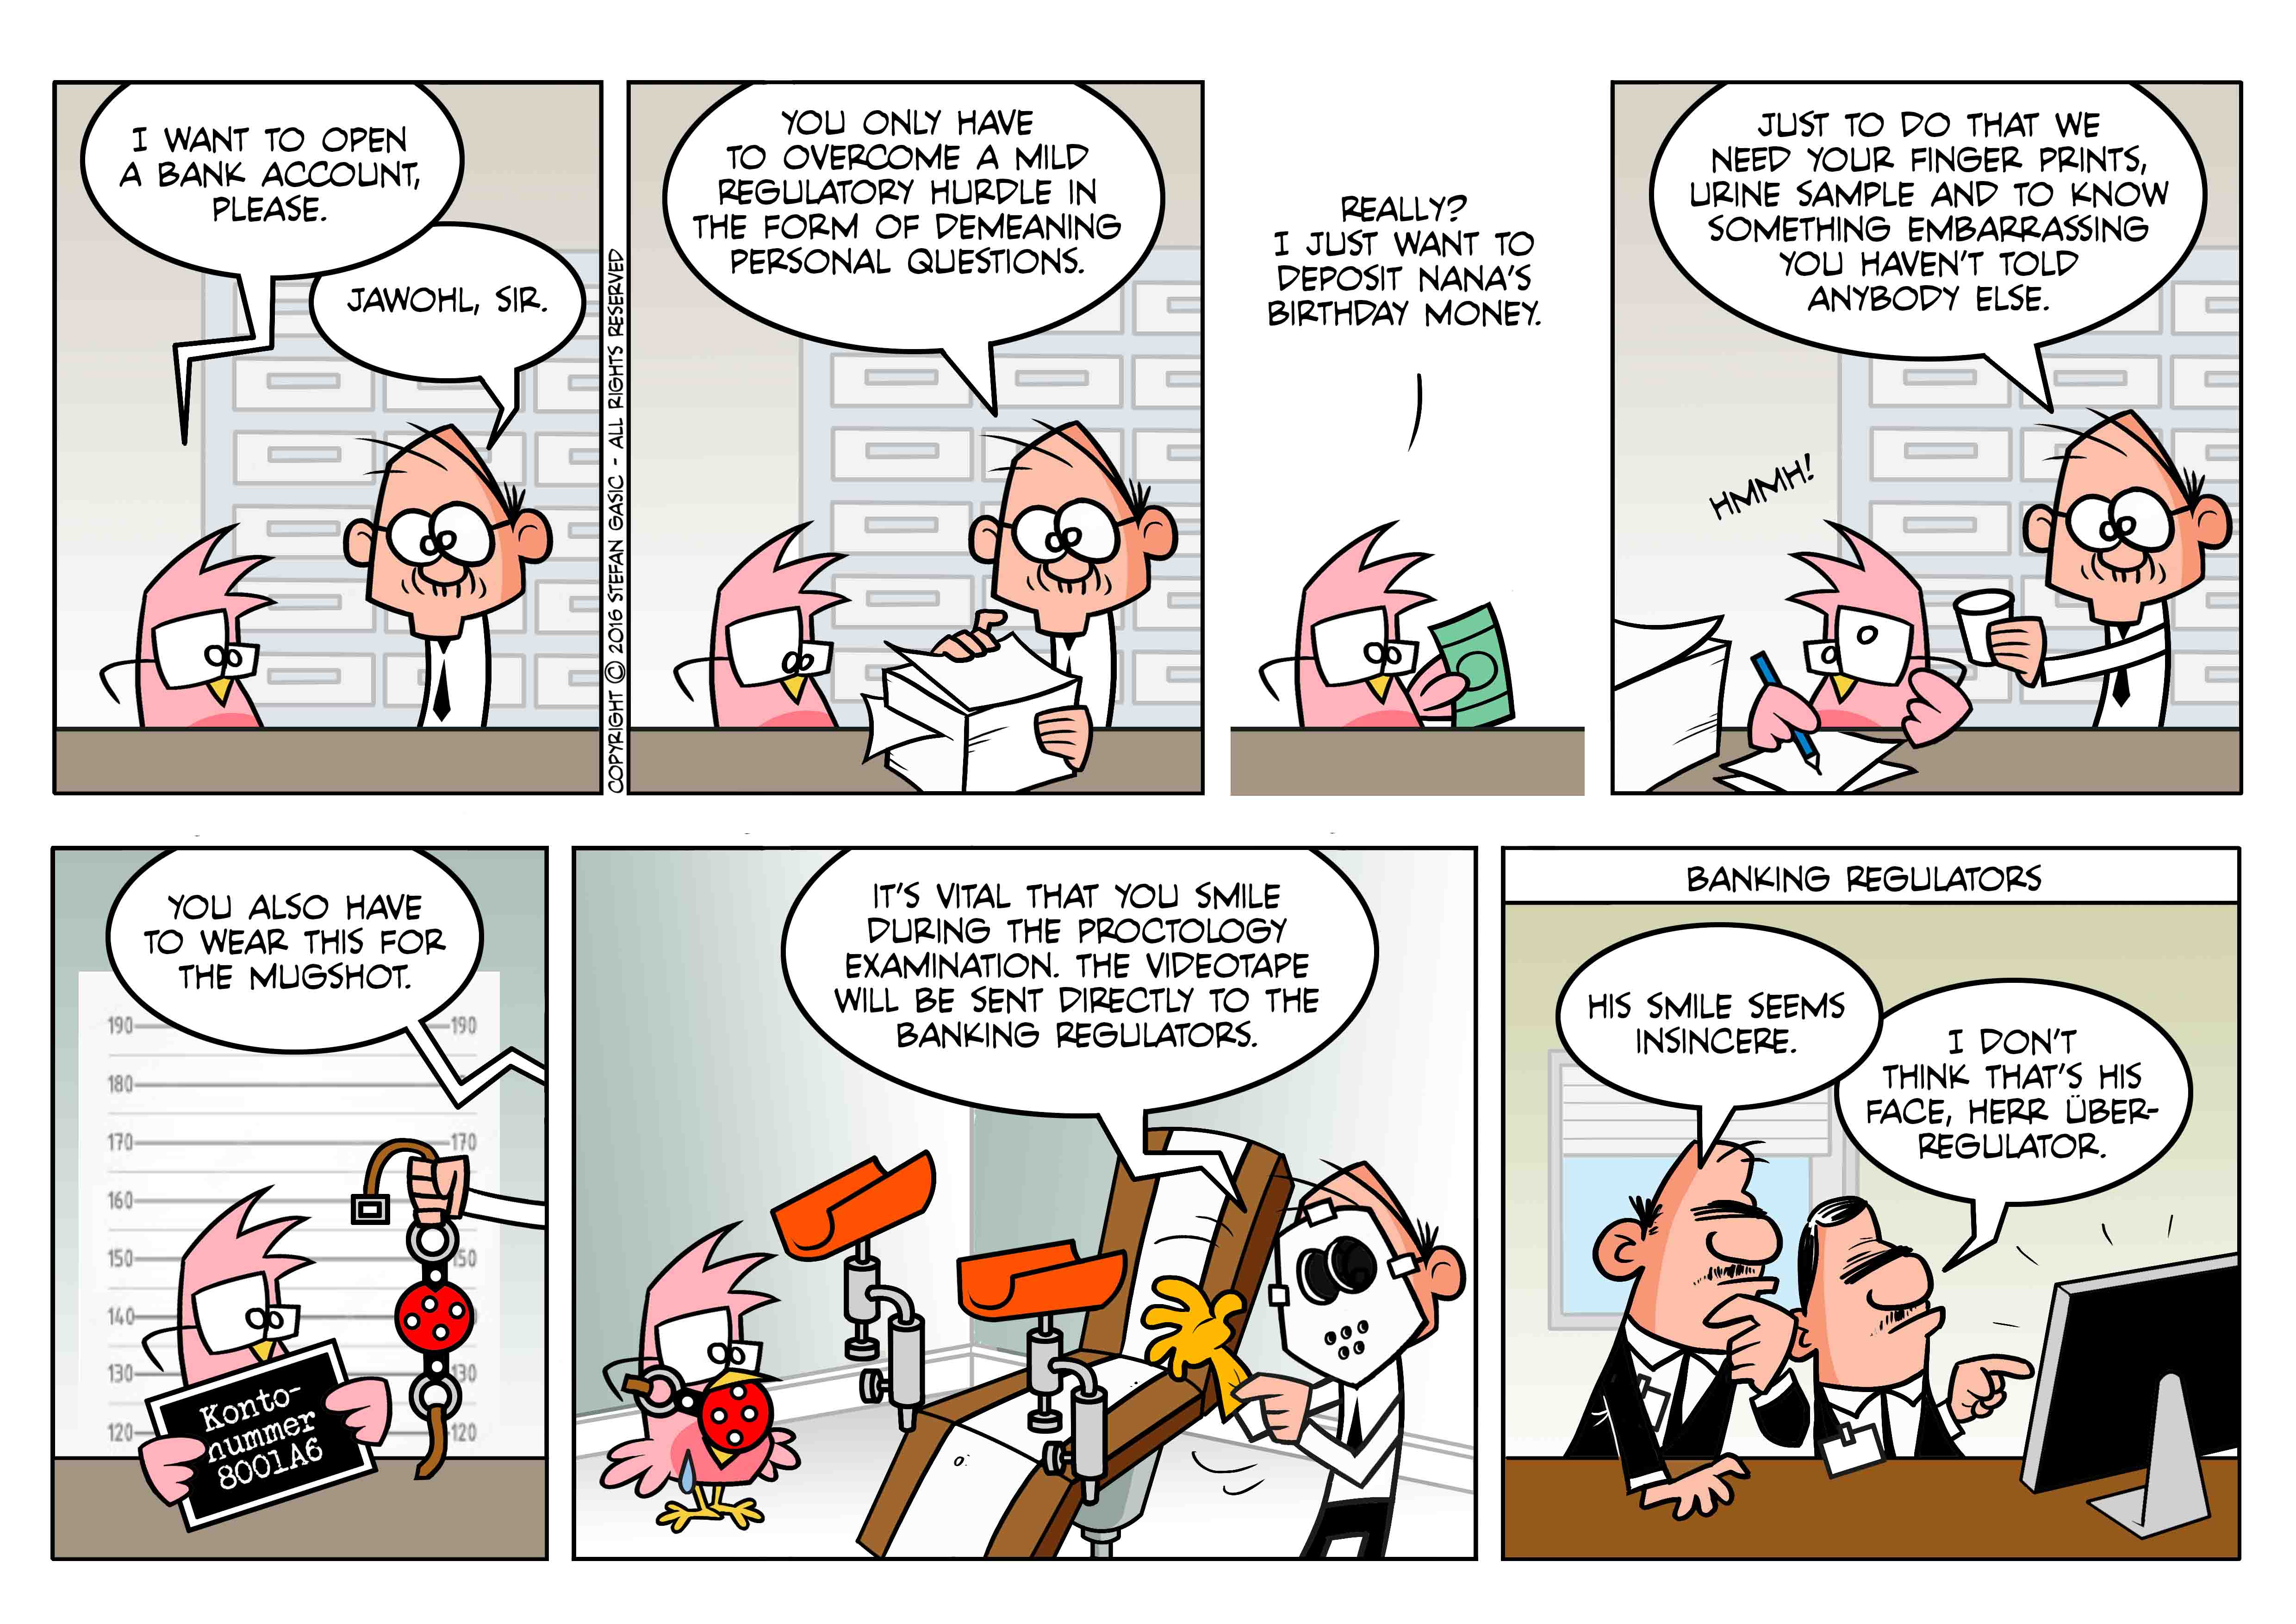 I WANT TO OPEN
A BANK ACCOUNT,
PLEASE.
JAWOHL, SIR.
COPYRIGHT © 2016 STEFAN GASIC - ALL RIGHTS RESERVED
YOU ONLY HAVE
TO OVERCOME A MILD
REGULATORY HURDLE IN
THE FORM OF DEMEANING
PERSONAL QUESTIONS.
REALLY?
I JUST WANT TO
DEPOSIT NANA'S
BIRTHDAY MONEY.
JUST TO DO THAT WE
NEED YOUR FINGER PRINTS,
URINE SAMPLE AND TO KNOW
SOMETHING EMBARRASSING
YOU HAVEN'T TOLD
ANYBODY ELSE.
HMMH!
YOU ALSO HAVE
TO WEAR THIS FOR
THE MUGSHOT.
190 190
180
170 170
160
150 150
140
130 130
120 120
Konto-
nummer
8001A6
IT'S VITAL THAT YOU SMILE
DURING THE PROCTOLOGY
EXAMINATION. THE VIDEOTAPE
WILL BE SENT DIRECTLY TO THE
BANKING REGULATORS.
BANKING REGULATORS
HIS SMILE SEEMS
INSINCERE.
I DON'T
THINK THAT'S HIS
FACE, HERR ÜBER-
REGULATOR.